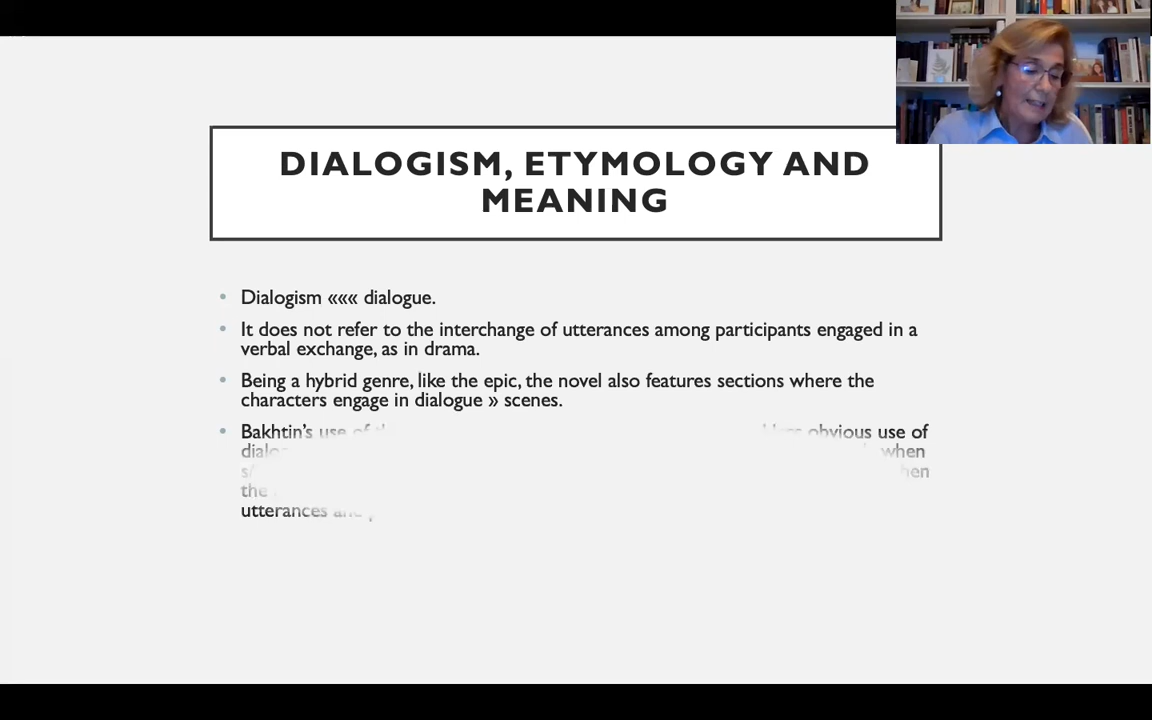 DIALOGISM, ETYMOLOGY AND
MEANING
• Dialogism ««« dialogue.
• It does not refer to the interchange of utterances among participants engaged in a
verbal exchange, as in drama.
• Being a hybrid genre, like the epic, the novel also features sections where the
characters engage in dialogue » scenes.
• Bakhtin's use of obvious use of
when
the
utterances and